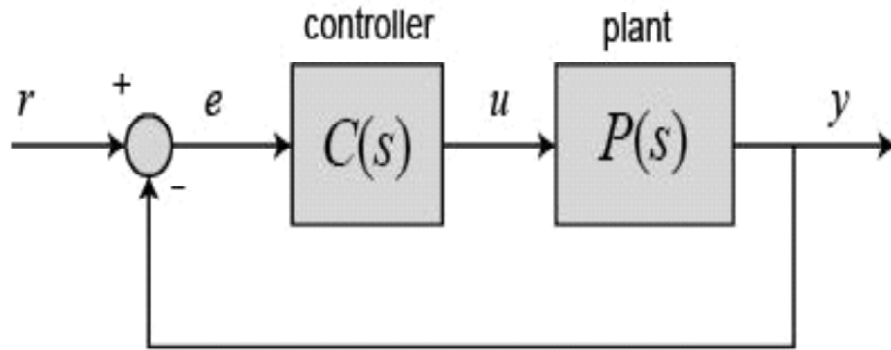 controller plant
+
r e C(s) u P(s) y
-